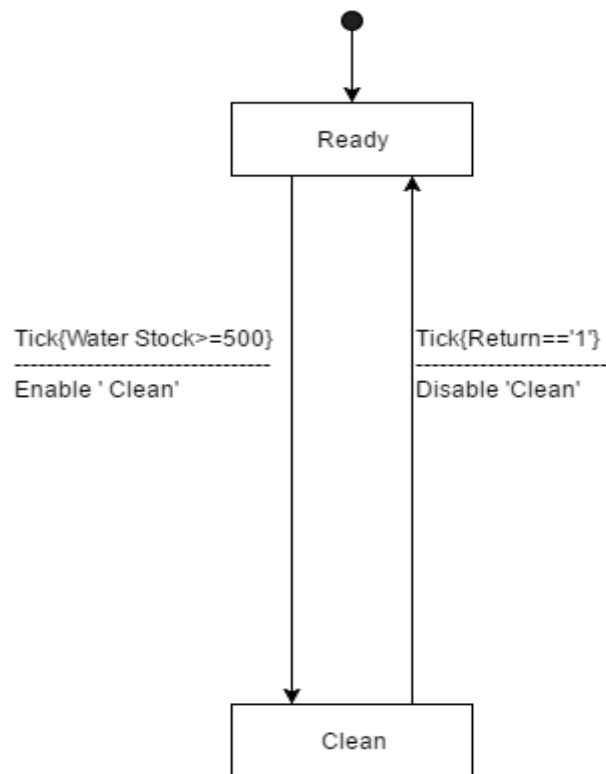 Ready
Tick{Water Stock>=500}
Enable ' Clean'
Tick{Return=='1'}
Disable 'Clean'
Clean